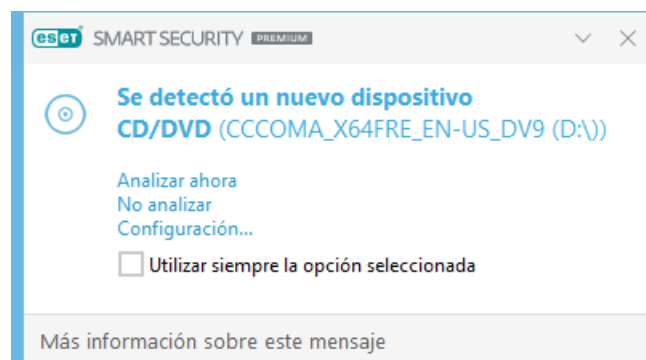 eset SMART SECURITY PREMIUM
Se detectó un nuevo dispositivo
CD/DVD (CCCOMA_X64FRE_EN-US_DV9 (D:\))
Analizar ahora
No analizar
Configuración...
Utilizar siempre la opción seleccionada
Más información sobre este mensaje